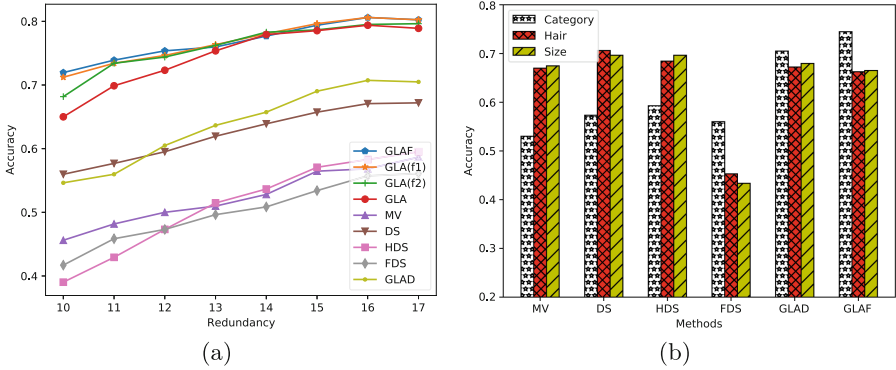 0.8
0.7
0.6
0.5
0.4
Accuracy
10 11 12 13 14 15 16 17
Redundancy
GLAF
GLA(f1)
GLA(f2)
GLA
MV
DS
HDS
FDS
GLAD
(a)
0.8
0.7
0.6
0.5
0.4
0.3
0.2
Accuracy
Category
Hair
Size
MV DS HDS FDS GLAD GLAF
Methods
(b)